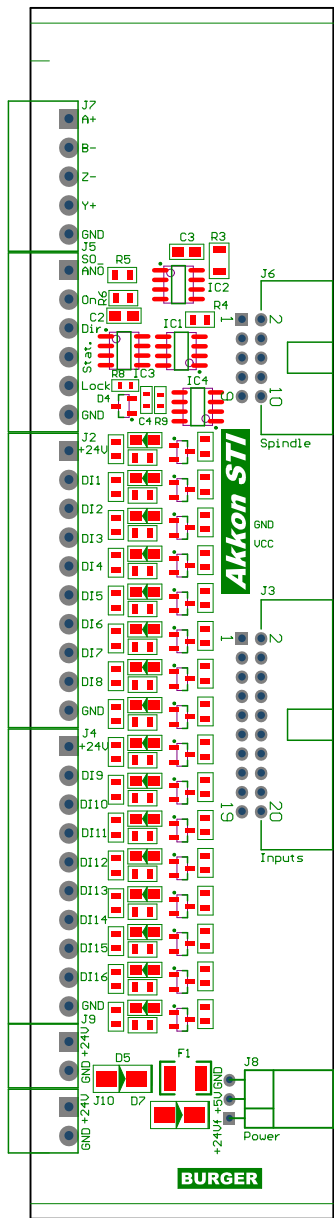 J7
A+
B-
Z-
Y+
GND
J5
SO_
ANO
On
Dir
Stat.
Lock
GND
R5
R6
C2
C3
R3
IC2
R4
IC1
IC3
R8
D4
C4
R9
IC4
J6
1
2
9
10
Spindle
J2
+24V
DI1
DI2
DI3
DI4
DI5
DI6
DI7
DI8
GND
Akkon STI
GND
VCC
J3
1
2
19
20
Inputs
J4
+24V
DI9
DI10
DI11
DI12
DI13
DI14
DI15
DI16
GND
J9
+24V
GND
+24V
GND
J10
D5
D7
F1
J8
GND
+5V
Power
BURGER